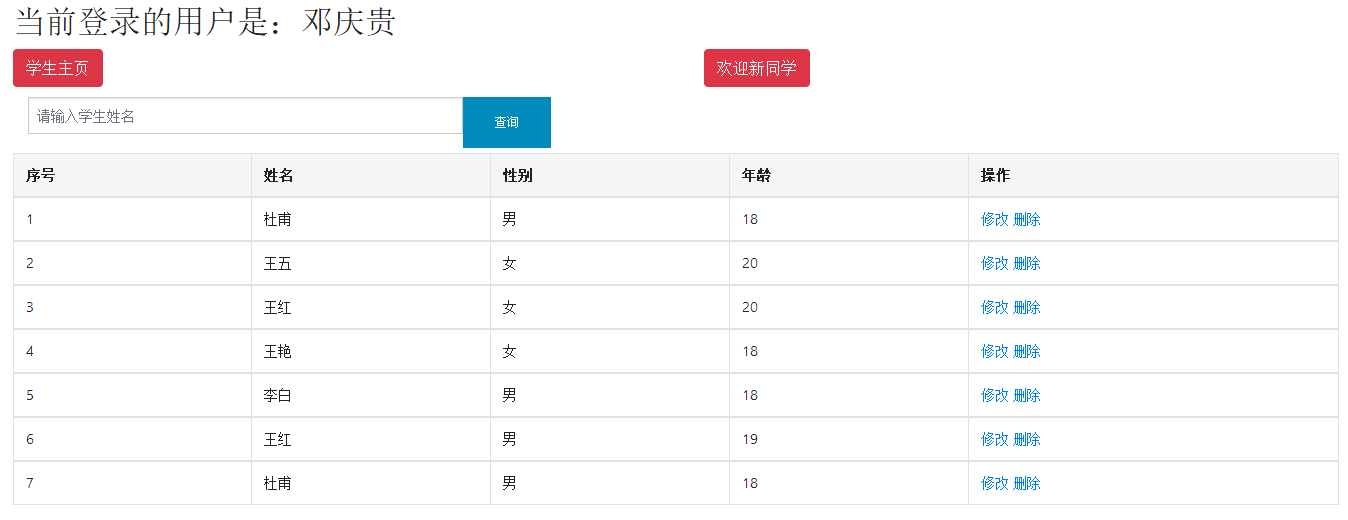 当前登录的用户是：邓庆贵
学生主页 欢迎新同学
请输入学生姓名 查询
序号 姓名 性别 年龄 操作
1 杜甫 男 18 修改 删除
2 王五 女 20 修改 删除
3 王红 女 20 修改 删除
4 王艳 女 18 修改 删除
5 李白 男 18 修改 删除
6 王红 男 19 修改 删除
7 杜甫 男 18 修改 删除